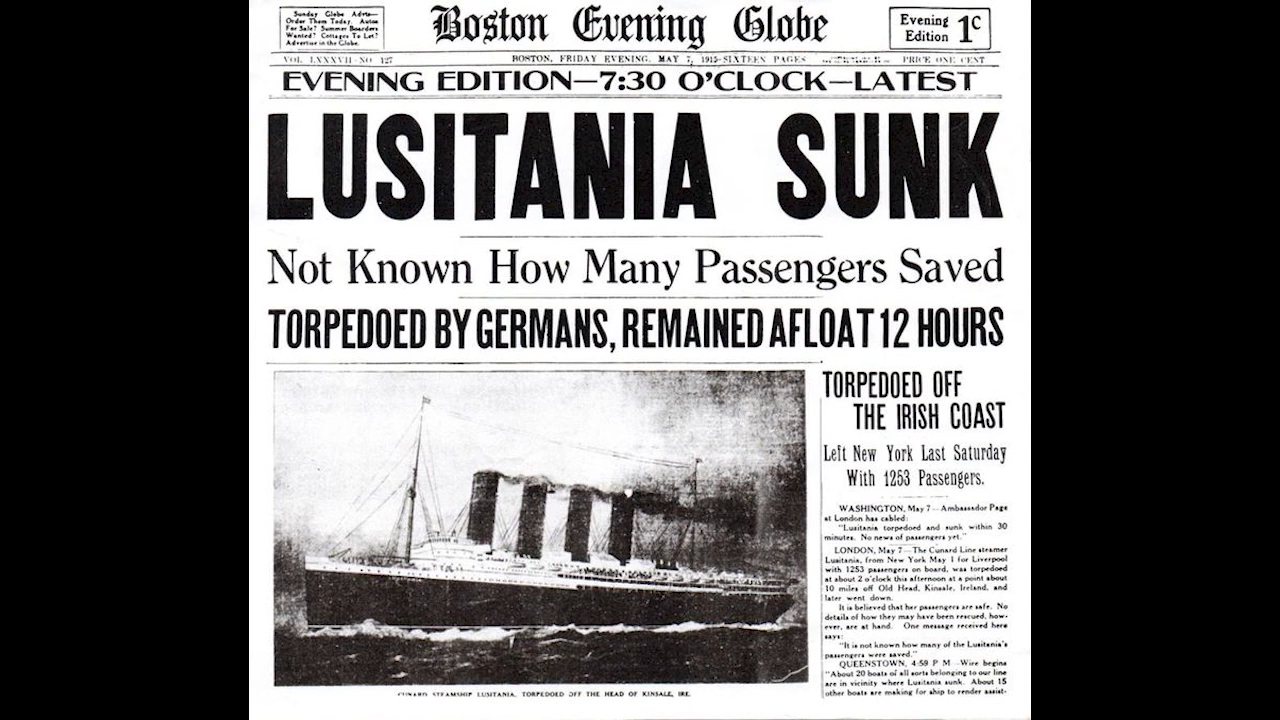 Sunday Globe Advts—
Order Them Today. Autos
For Sale? Summer Boarders
Wanted? Cottages To Let?
Advertise in the Globe.
Boston Evening Globe
Evening
Edition 1c
VOL. LXXXVII—NO 127
BOSTON, FRIDAY EVENING, MAY 7, 1915—SIXTEEN PAGES
PRICE ONE CENT
EVENING EDITION—7:30 O'CLOCK—LATEST
LUSITANIA SUNK
Not Known How Many Passengers Saved
TORPEDOED BY GERMANS, REMAINED AFLOAT 12 HOURS
TORPEDOED OFF
THE IRISH COAST
Left New York Last Saturday
With 1253 Passengers.
WASHINGTON, May 7—Ambassador Page
at London has cabled:
"Lusitania torpedoed and sunk within 30
minutes. No news of passengers yet."
LONDON, May 7—The Cunard Line steamer
Lusitania, from New York May 1 for Liverpool
with 1253 passengers on board, was torpedoed
at about 2 o'clock this afternoon at a point about
10 miles off Old Head, Kinsale, Ireland, and
later went down.
It is believed that her passengers are safe. No
details of how they may have been rescued, how-
ever, are at hand. One message received here
says:
"It is not known how many of the Lusitania's
passengers were saved."
QUEENSTOWN, 4:59 P M—Wire begins
"About 20 boats of all sorts belonging to our line
are in vicinity where Lusitania sunk. About 15
other boats are making for ship to render assist-
CUNARD STEAMSHIP LUSITANIA, TORPEDOED OFF THE HEAD OF KINSALE, IRE.